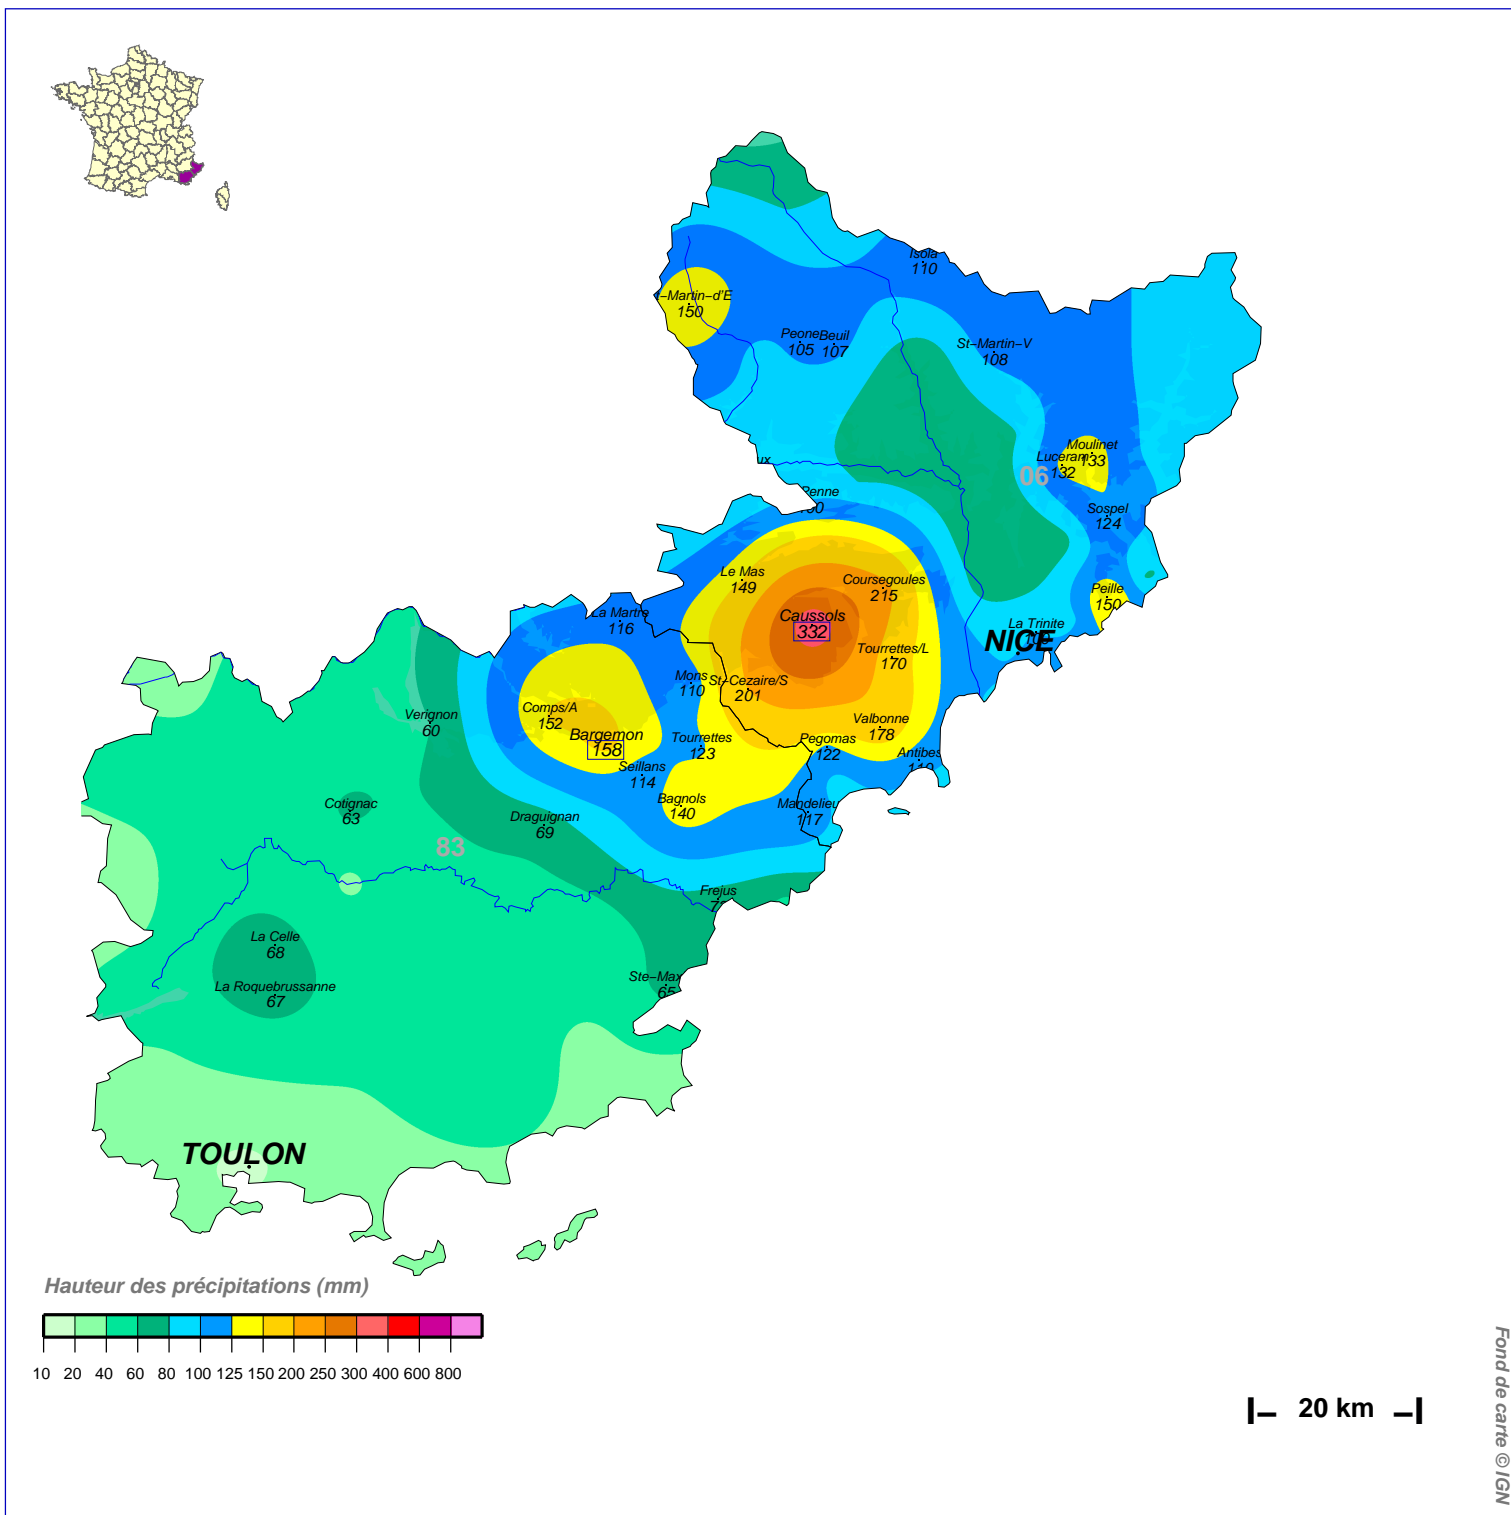 Isola
110
–Martin–d'E
150
Peone
105
Beuil
107
St–Martin–V
108
Moulinet
133
Luceram
132
06
ux
Penne
Sospel
124
Le Mas
149
Coursegoules
215
Peille
150
La Martre
116
Caussols
332
La Trinite
NICE
Tourrettes/L
170
Mons
110
St–Cezaire/S
201
Verignon
60
Comps/A
152
Valbonne
178
Bargemon
158
Tourrettes
123
Pegomas
122
Antibes
Seillans
114
Bagnols
140
Mandelieu
117
Cotignac
63
Draguignan
69
83
Frejus
La Celle
68
Ste–Max
65
La Roquebrussanne
67
TOULON
Hauteur des précipitations (mm)
10 20 40 60 80 100 125 150 200 250 300 400 600 800
20 km
Fond de carte © IGN